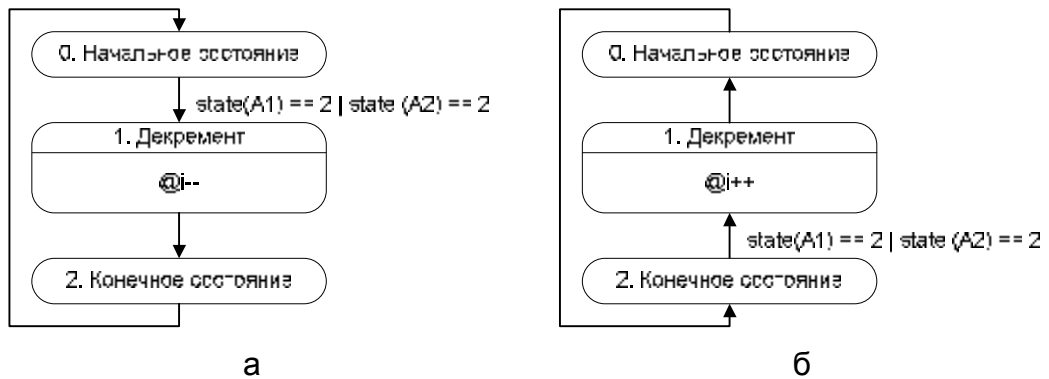 0. Начальное состояние
state(A1) == 2 | state (A2) == 2
1. Декремент
@i--
2. Конечное состояние
а
0. Начальное состояние
1. Декремент
@i++
state(A1) == 2 | state (A2) == 2
2. Конечное состояние
б